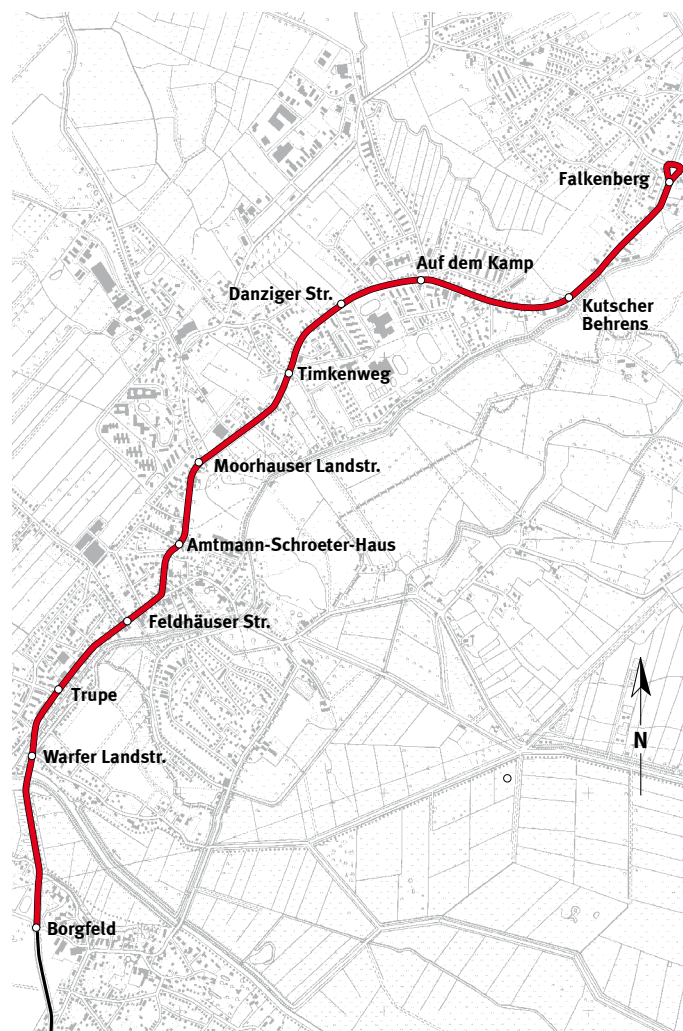 Falkenberg
Auf dem Kamp
Danziger Str.
Kutscher
Behrens
Timkenweg
Moorhauser Landstr.
Amtmann-Schroeter-Haus
Feldhäuser Str.
Trupe
N
Warfer Landstr.
Borgfeld